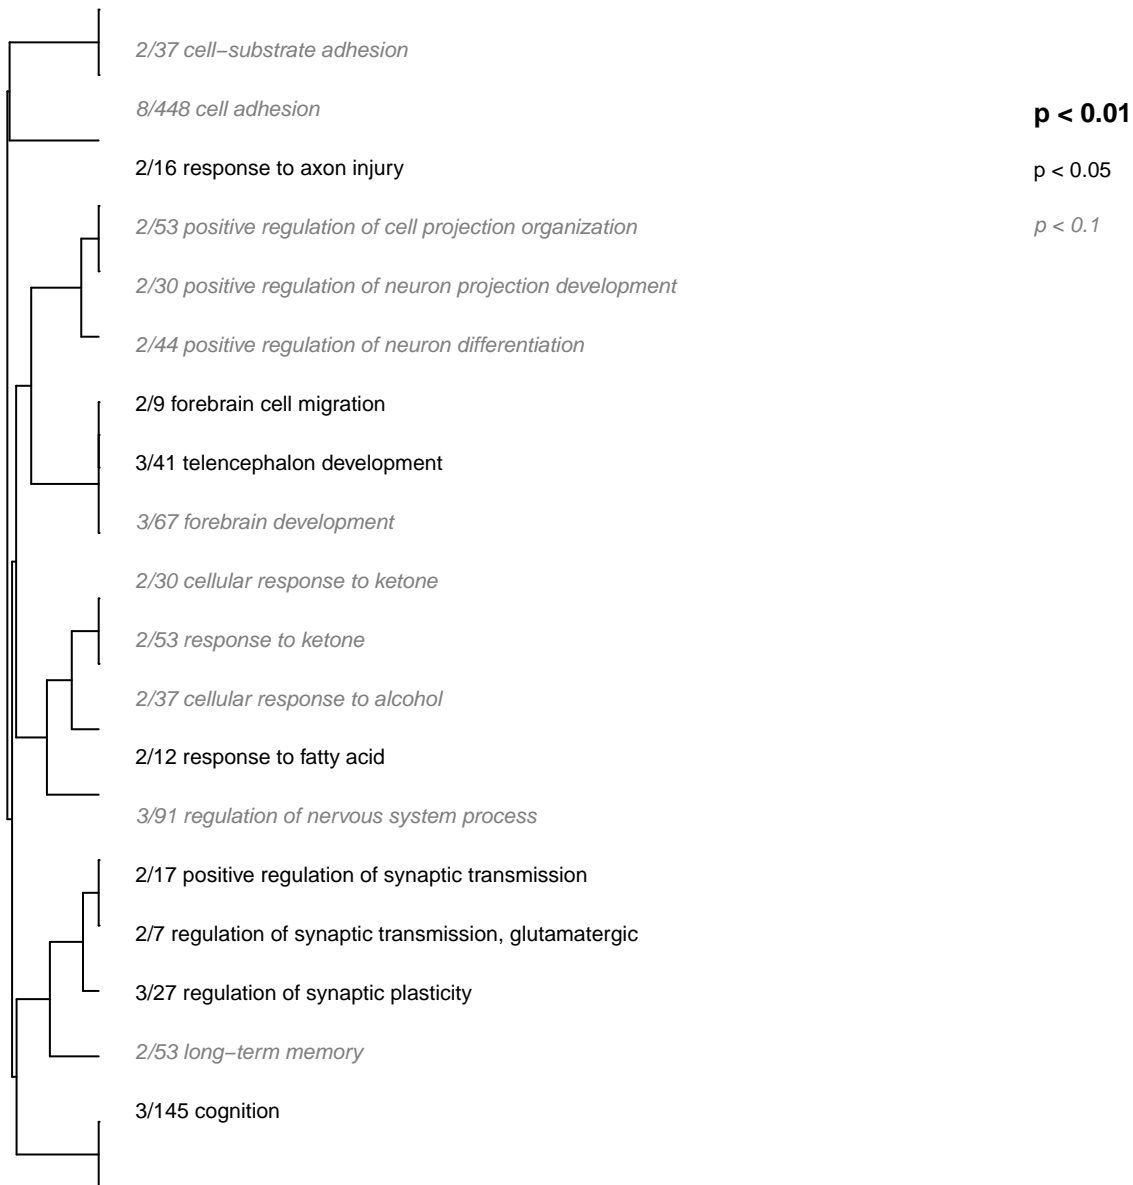 2/37 cell−substrate adhesion
8/448 cell adhesion
p < 0.01
2/16 response to axon injury
p < 0.05
2/53 positive regulation of cell projection organization
p < 0.1
2/30 positive regulation of neuron projection development
2/44 positive regulation of neuron differentiation
2/9 forebrain cell migration
3/41 telencephalon development
3/67 forebrain development
2/30 cellular response to ketone
2/53 response to ketone
2/37 cellular response to alcohol
2/12 response to fatty acid
3/91 regulation of nervous system process
2/17 positive regulation of synaptic transmission
2/7 regulation of synaptic transmission, glutamatergic
3/27 regulation of synaptic plasticity
2/53 long−term memory
3/145 cognition